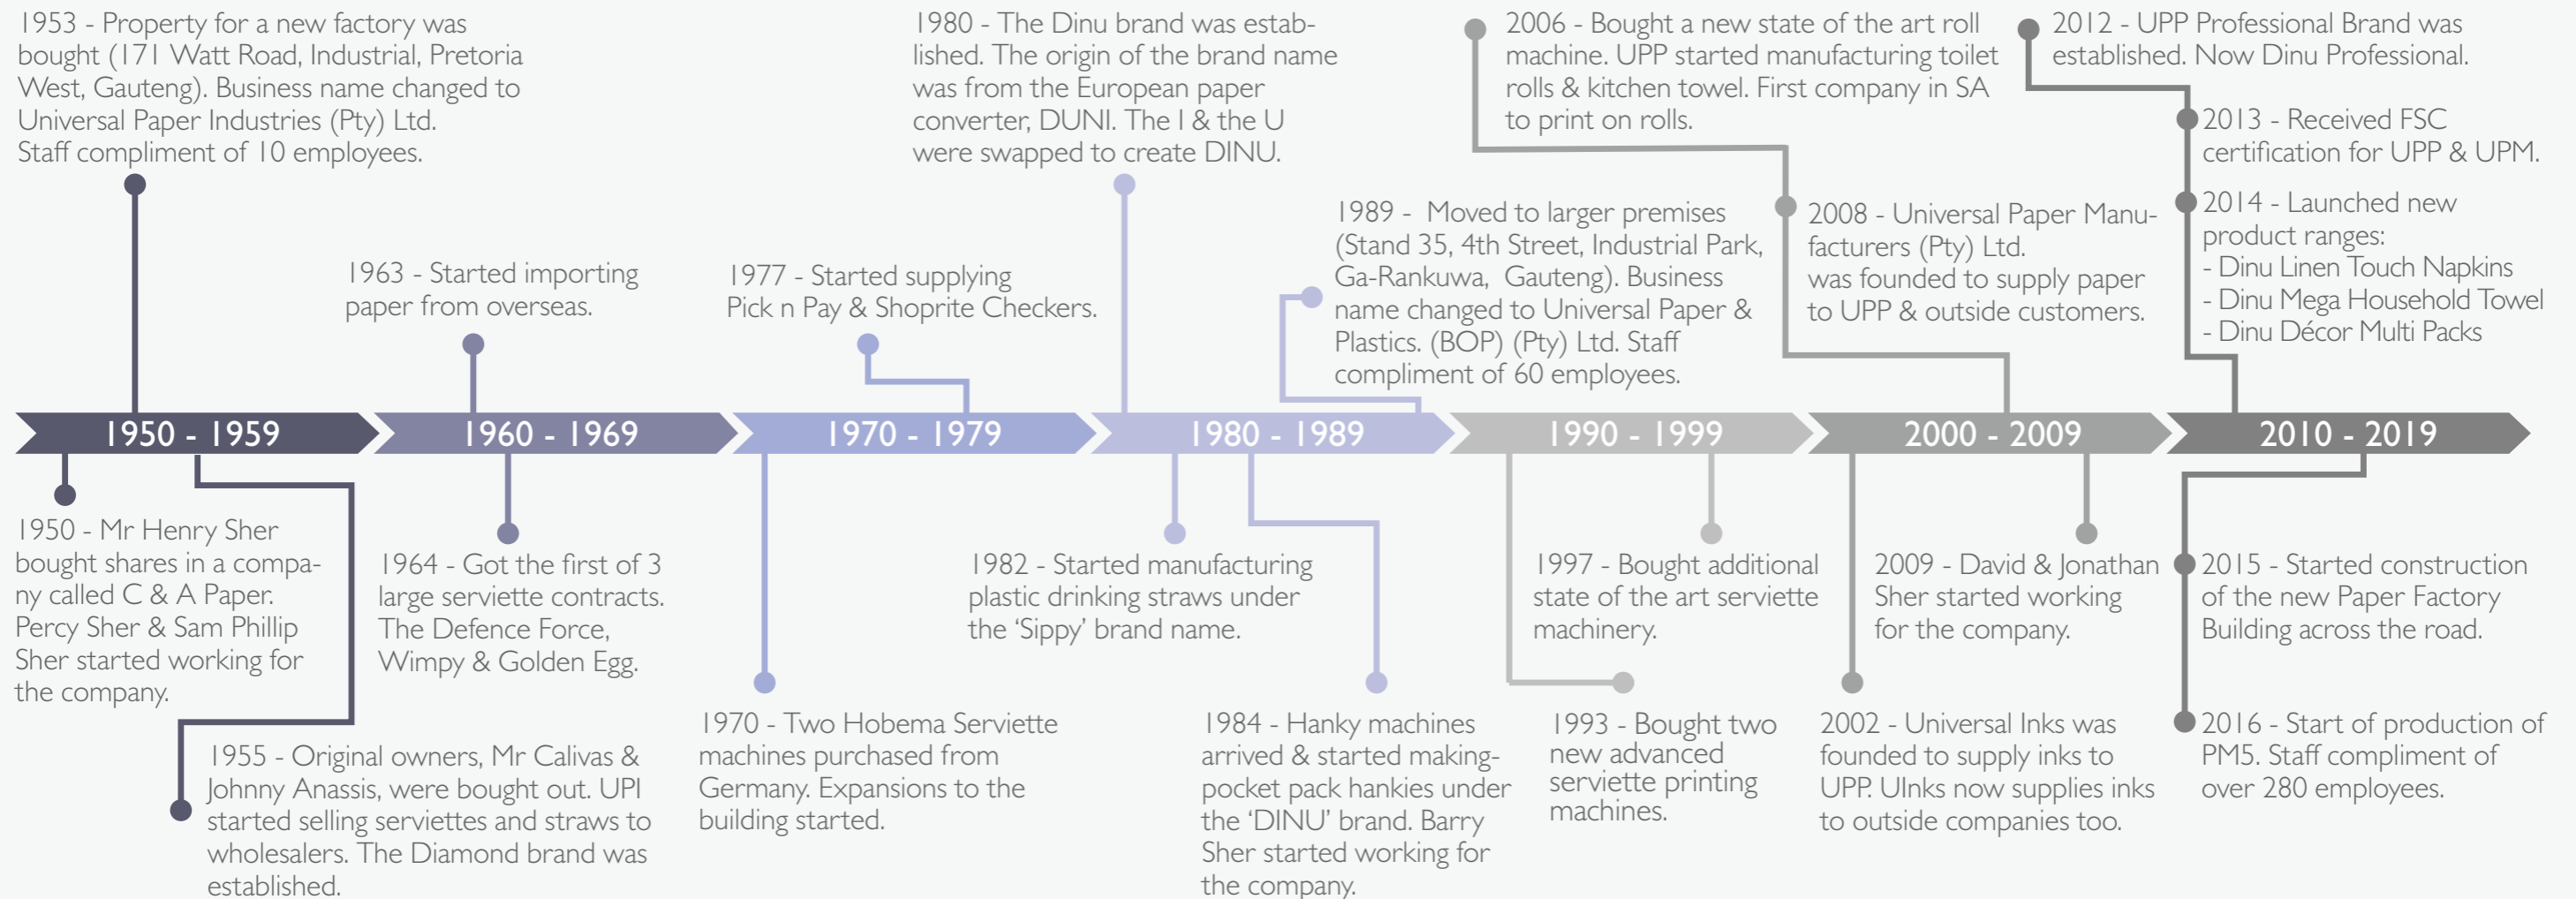 1953 - Property for a new factory was
bought (171 Watt Road, Industrial, Pretoria
West, Gauteng). Business name changed to
Universal Paper Industries (Pty) Ltd.
Staff compliment of 10 employees.
1963 - Started importing
paper from overseas.
1977 - Started supplying
Pick n Pay & Shoprite Checkers.
1980 - The Dinu brand was estab-
lished. The origin of the brand name
was from the European paper
converter, DUNI. The I & the U
were swapped to create DINU.
1989 -  Moved to larger premises
(Stand 35, 4th Street, Industrial Park,
Ga-Rankuwa,  Gauteng). Business
name changed to Universal Paper &
Plastics. (BOP) (Pty) Ltd. Staff
compliment of 60 employees.
2006 - Bought a new state of the art roll
machine. UPP started manufacturing toilet
rolls & kitchen towel. First company in SA
to print on rolls.
2008 - Universal Paper Manu-
facturers (Pty) Ltd.
was founded to supply paper
to UPP & outside customers.
2012 - UPP Professional Brand was
established. Now Dinu Professional.
2013 - Received FSC
certification for UPP & UPM.
2014 - Launched new
product ranges:
- Dinu Linen Touch Napkins
- Dinu Mega Household Towel
- Dinu Décor Multi Packs
1950 - 1959
1960 - 1969
1970 - 1979
1980 - 1989
1990 - 1999
2000 - 2009
2010 - 2019
1950 - Mr Henry Sher
bought shares in a compa-
ny called C & A Paper.
Percy Sher & Sam Phillip
Sher started working for
the company.
1955 - Original owners, Mr Calivas &
Johnny Anassis, were bought out. UPI
started selling serviettes and straws to
wholesalers. The Diamond brand was
established.
1964 - Got the first of 3
large serviette contracts.
The Defence Force,
Wimpy & Golden Egg.
1970 - Two Hobema Serviette
machines purchased from
Germany. Expansions to the
building started.
1982 - Started manufacturing
plastic drinking straws under
the ‘Sippy’ brand name.
1984 - Hanky machines
arrived & started making-
pocket pack hankies under
the ‘DINU’ brand. Barry
Sher started working for
the company.
1997 - Bought additional
state of the art serviette
machinery.
1993 - Bought two
new advanced
serviette printing
machines.
2002 - Universal Inks was
founded to supply inks to
UPP. UInks now supplies inks
to outside companies too.
2009 - David & Jonathan
Sher started working
for the company.
2015 - Started construction
of the new Paper Factory
Building across the road.
2016 - Start of production of
PM5. Staff compliment of
over 280 employees.